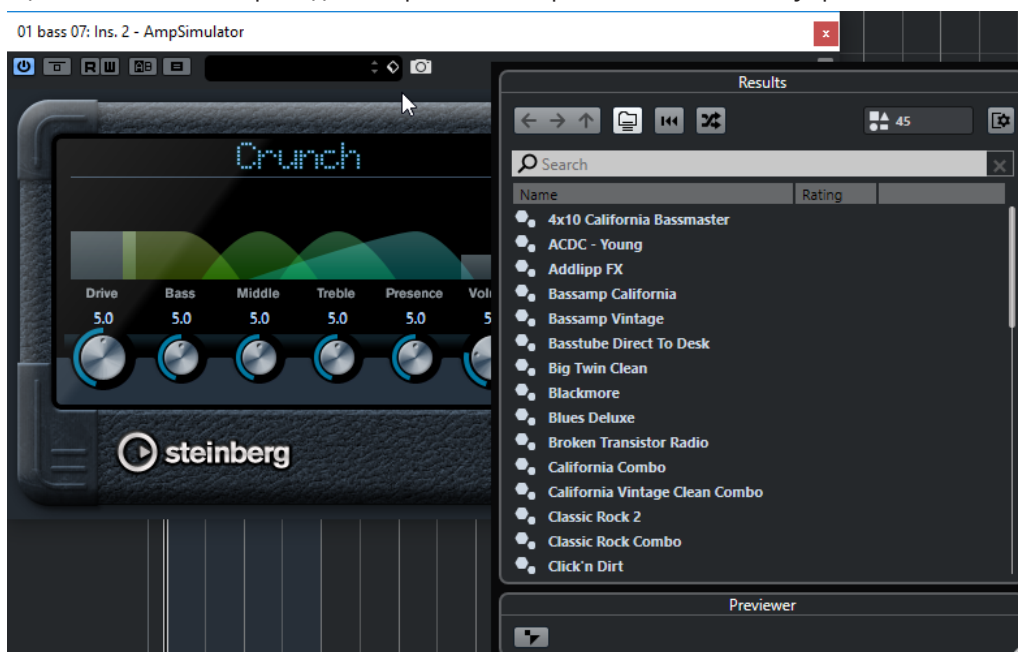 01 bass 07: Ins. 2 - AmpSimulator
x
R W
Results
45
Search
Name Rating
Crunch
Drive Bass Middle Treble Presence
5.0 5.0 5.0 5.0 5.0 5
steinberg
4x10 California Bassmaster
ACDC - Young
Addlipp FX
Bassamp California
Bassamp Vintage
Basstube Direct To Desk
Big Twin Clean
Blackmore
Blues Deluxe
Broken Transistor Radio
California Combo
California Vintage Clean Combo
Classic Rock 2
Classic Rock Combo
Click'n Dirt
Previewer